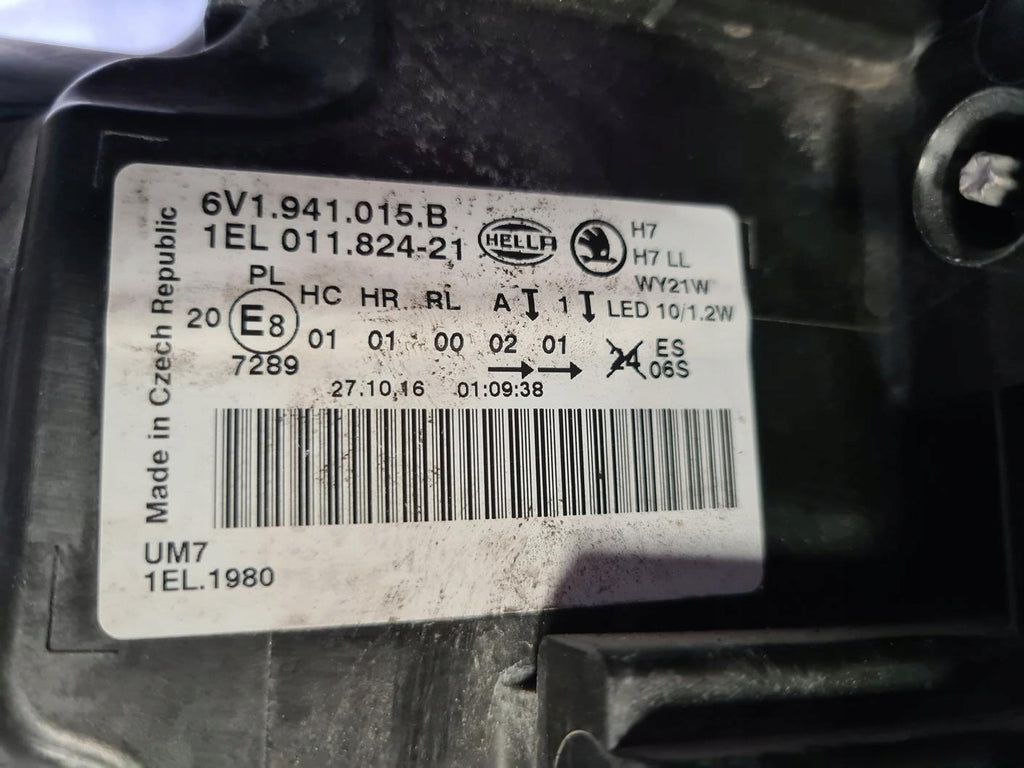 6V1.941.015.B
1EL 011.824-21
HELLA
H7
H7 LL
WY21W
LED 10/1.2W
PL
HC HR RL A 1
20 E8 01 01 00 02 01 24 ES
06S
7289
27.10.16 01:09:38
Made in Czech Republic
UM7
1EL.1980